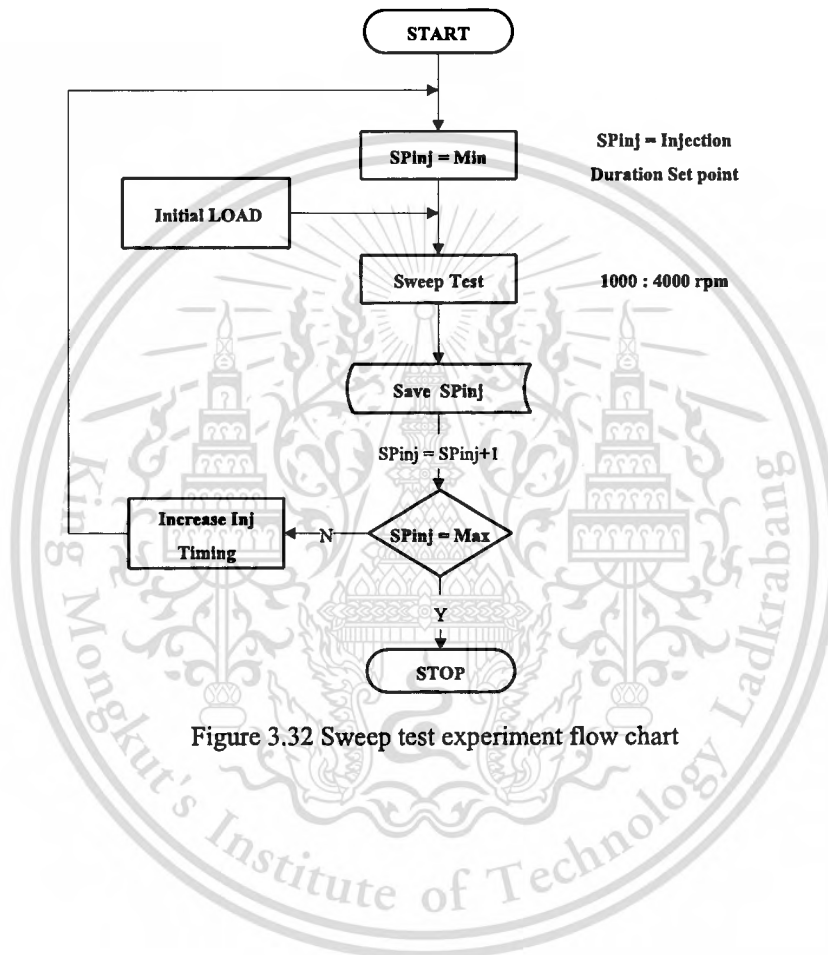 START
SPinj = Min
SPinj = Injection
Duration Set point
Initial LOAD
Sweep Test
1000 : 4000 rpm
Save SPinj
SPinj = SPinj+1
Increase Inj
Timing
N
SPinj = Max
Y
STOP
Figure 3.32 Sweep test experiment flow chart
King Mongkut's Institute of Technology Ladkrabang